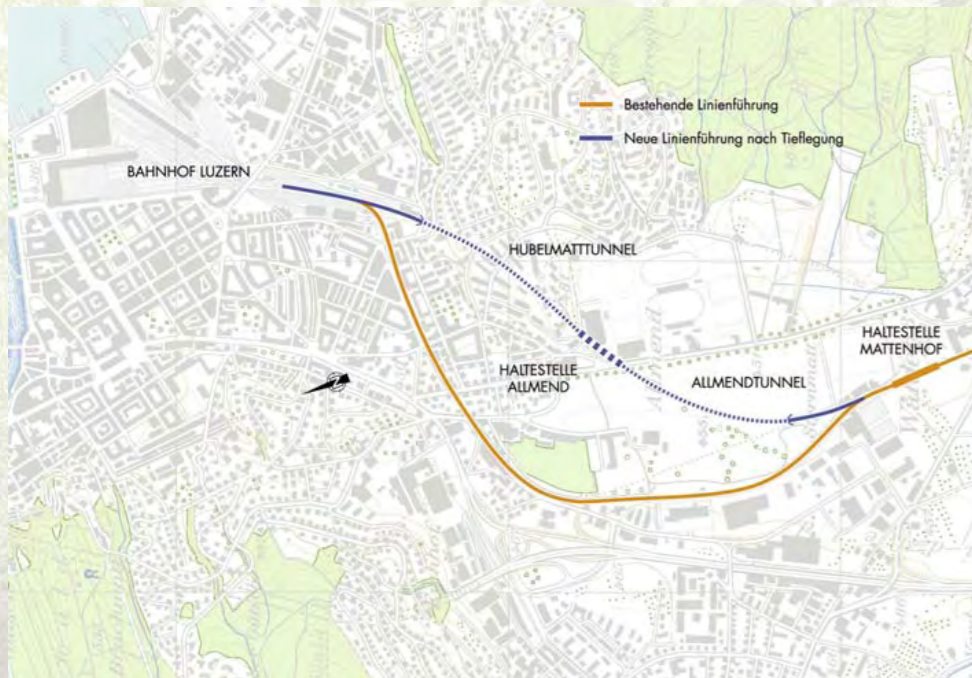 Bestehende Linienführung
Neue Linienführung nach Tieflegung
BAHNHOF LUZERN
HUBELMATTTUNNEL
HALTESTELLE
MATTENHOF
HALTESTELLE
ALLMEND
ALLMENDTUNNEL